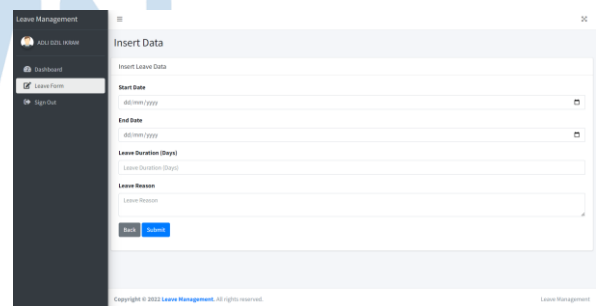 Leave Management
ADLI DZIL IKRAM
Dashboard
Leave Form
Sign Out
Insert Data
Insert Leave Data
Start Date
dd/mm/yyyy
End Date
dd/mm/yyyy
Leave Duration (Days)
Leave Duration (Days)
Leave Reason
Leave Reason
Back Submit
Copyright © 2022 Leave Management. All rights reserved.
Leave Management